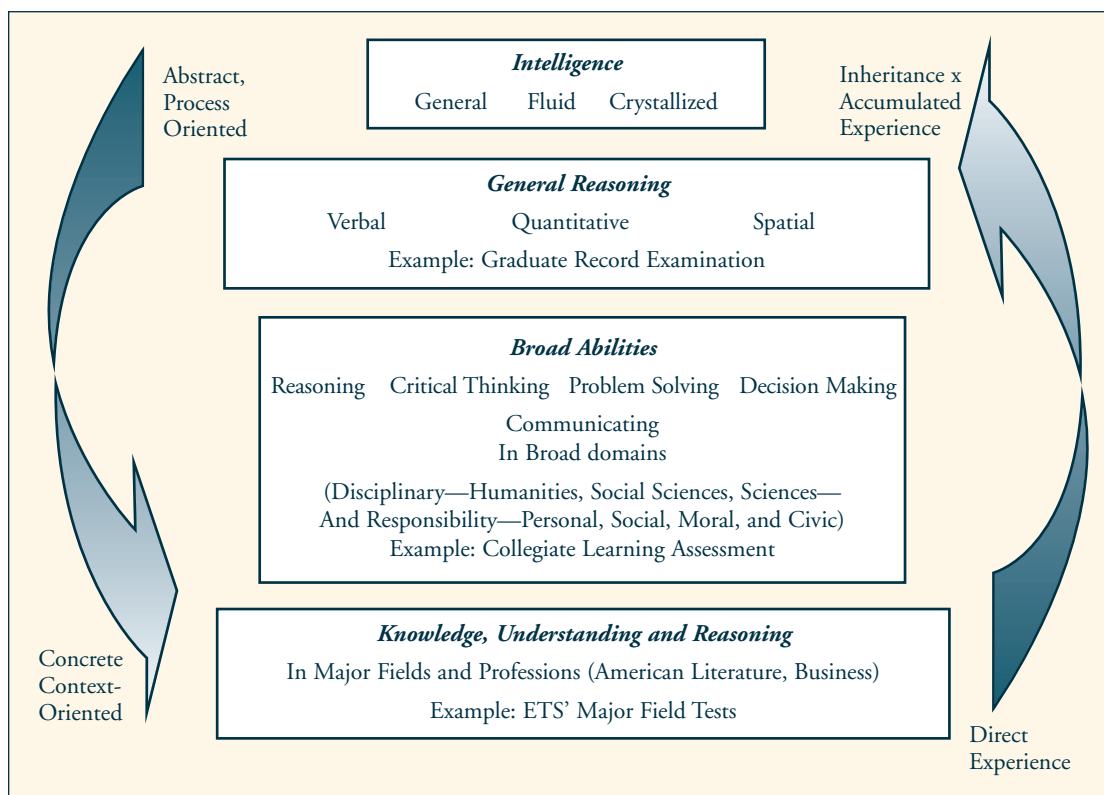 Abstract,
Process
Oriented
Intelligence
General Fluid Crystallized
Inheritance x
Accumulated
Experience
General Reasoning
Verbal Quantitative Spatial
Example: Graduate Record Examination
Broad Abilities
Reasoning Critical Thinking Problem Solving Decision Making
Communicating
In Broad domains
(Disciplinary—Humanities, Social Sciences, Sciences—
And Responsibility—Personal, Social, Moral, and Civic)
Example: Collegiate Learning Assessment
Knowledge, Understanding and Reasoning
In Major Fields and Professions (American Literature, Business)
Example: ETS’ Major Field Tests
Concrete
Context-
Oriented
Direct
Experience